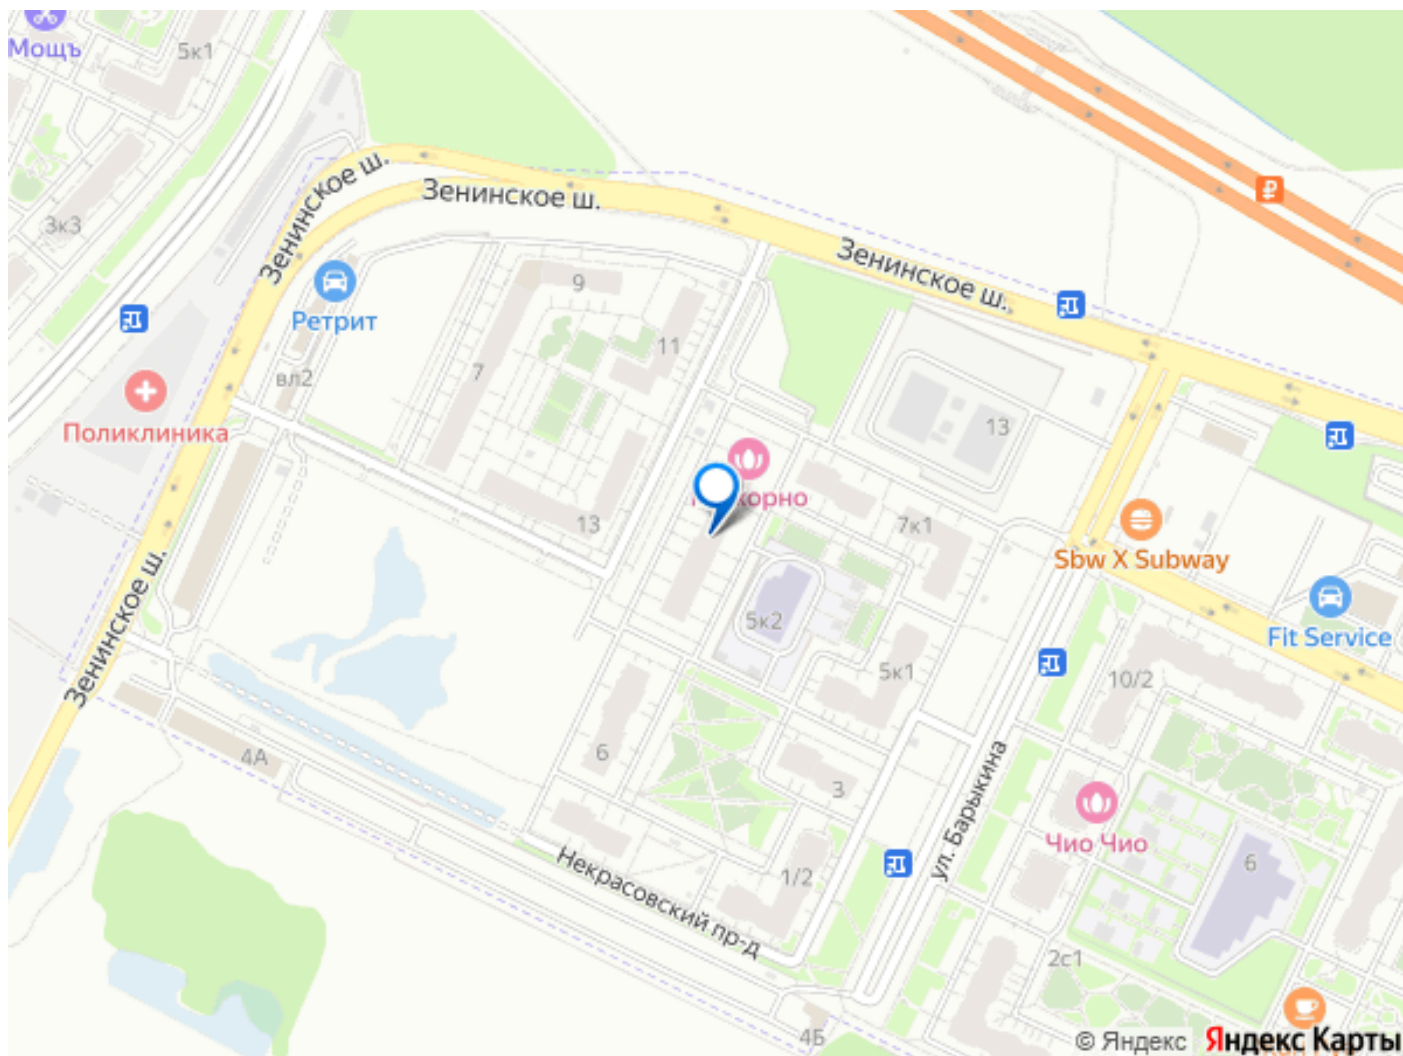 Мощъ
5к1
Зенинское ш.
Зенинское ш.
3к3
Зенинское ш.
9
Ретрит
11
7
вл2
Поликлиника
13
корно
13
7к1
Sbw X Subway
Зенинское ш.
Fit Service
5к2
5к1
10/2
6
4А
3
ул. Барыкина
Чио Чио
Некрасовский пр-д
1/2
6
2с1
4Б
© Яндекс
Яндекс Карты